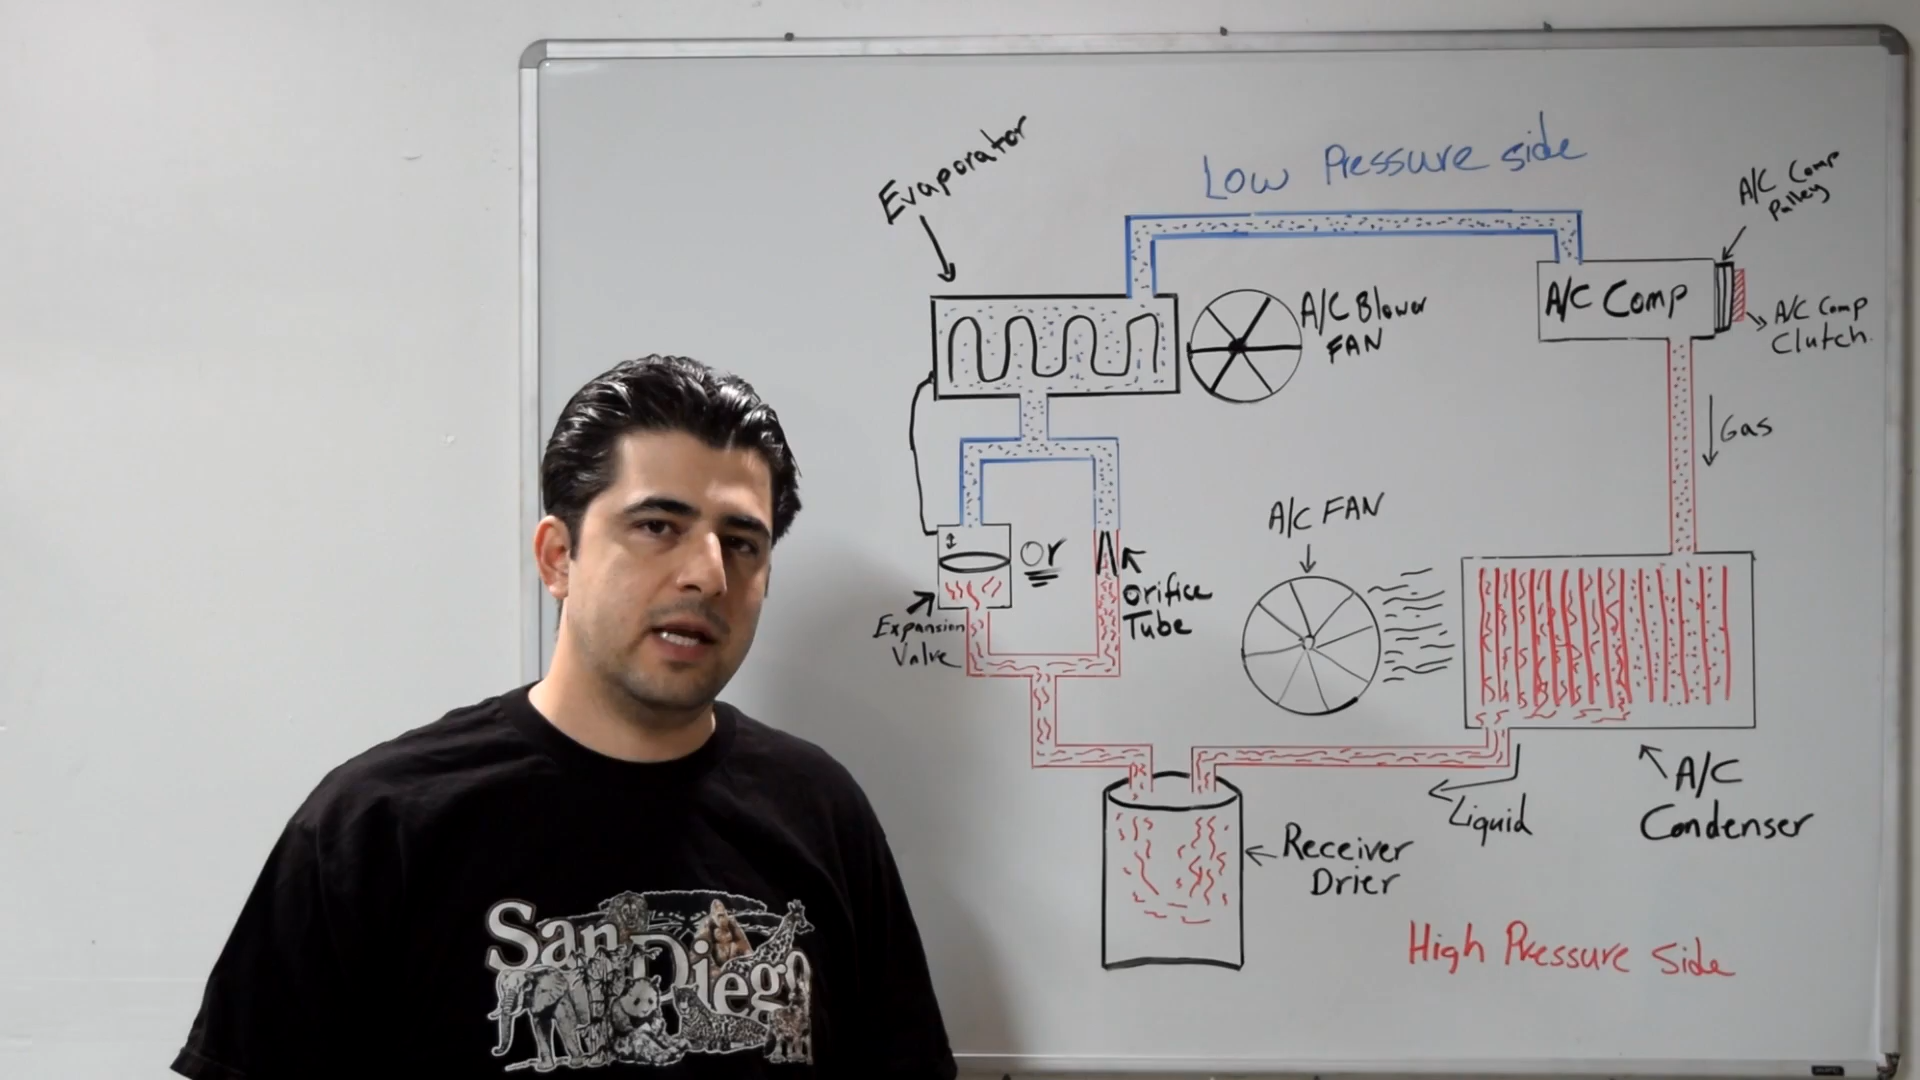 Evaporator
Low Pressure side
A/C Comp
Pulley
A/C Comp
A/C Comp
Clutch
A/C Blower
FAN
Gas
A/C FAN
Or
Orifice
Tube
Expansion
Valve
A/C
Condenser
Liquid
Receiver
Drier
High Pressure Side
San
Diego